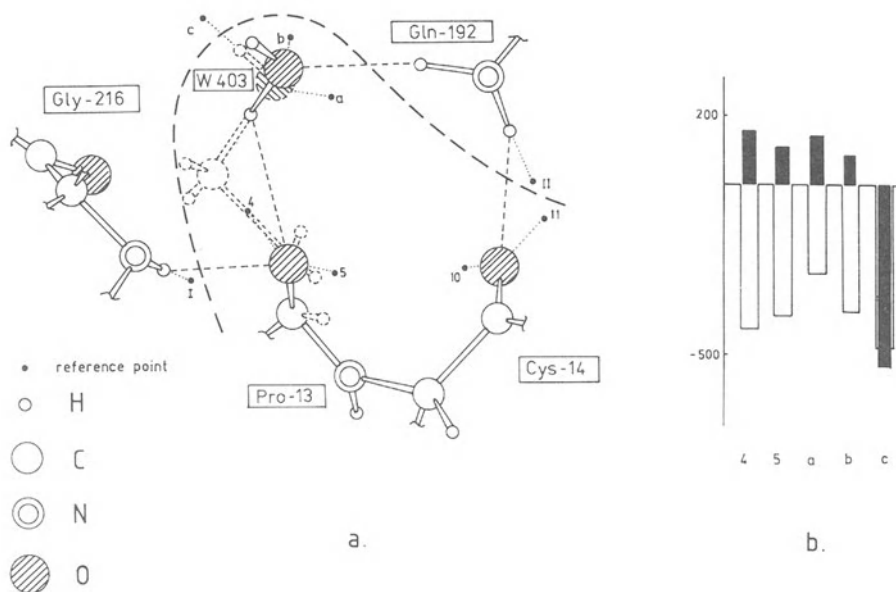 c
b
Gln-192
W 403
Gly-216
a
II
4
11
5
10
I
reference point
H
C
N
O
Pro-13
Cys-14
a.
200
-500
4 5 a b c
b.